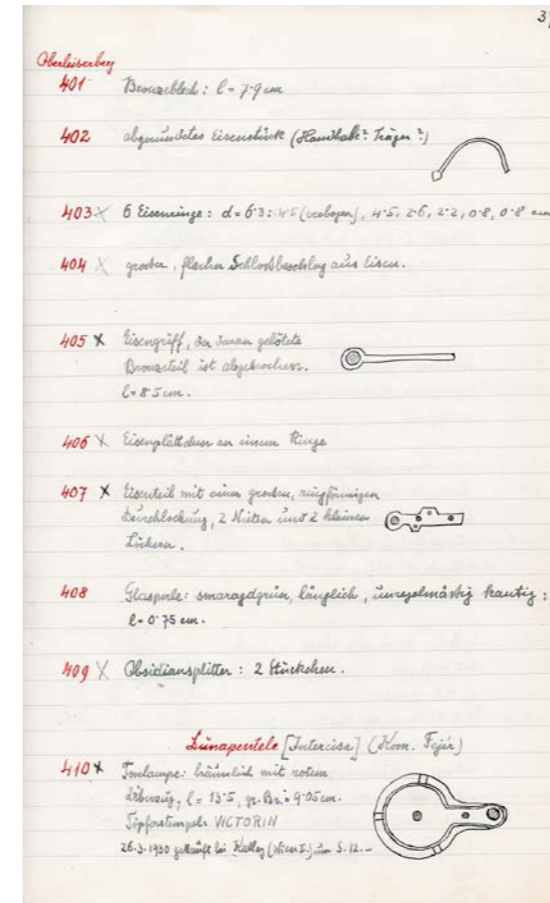 37
Oberleiserberg
401 Bronzeblech: l = 7·9 cm
402 abgerundetes Eisenstück (Handhabe? Träger?)
403 X 6 Eisenringe: d = 6·3: 4·5 (verbogen), 4·5, 2·6, 2·2, 0·8, 0·8 cm
404 X grosser, flacher Schlossbeschlag aus Eisen.
405 X Eisengriff, der daran gelötete
Bronzeteil ist abgebrochen.
l = 8·5 cm.
406 X Eisenplättchen an einem Ringe
407 X Eisenteil mit einer grossen, ringförmigen
Durchlochung, 2 Nieten und 2 kleinen
Löchern.
408 Glasperle: smaragdgrün, länglich, unregelmässig kantig:
l = 0·75 cm.
409 X Obsidiansplitter: 2 Stückchen.
Dunapentele [Intercisa] (Kom. Fejér)
410 X Tonlampe: bräunlich mit rotem
Überzug, l = 13·5, gr. Br. = 9·05 cm.
Töpferstempel: VICTORIN
26.3.1930 gekauft bei (Wien I.) um S. 12.–